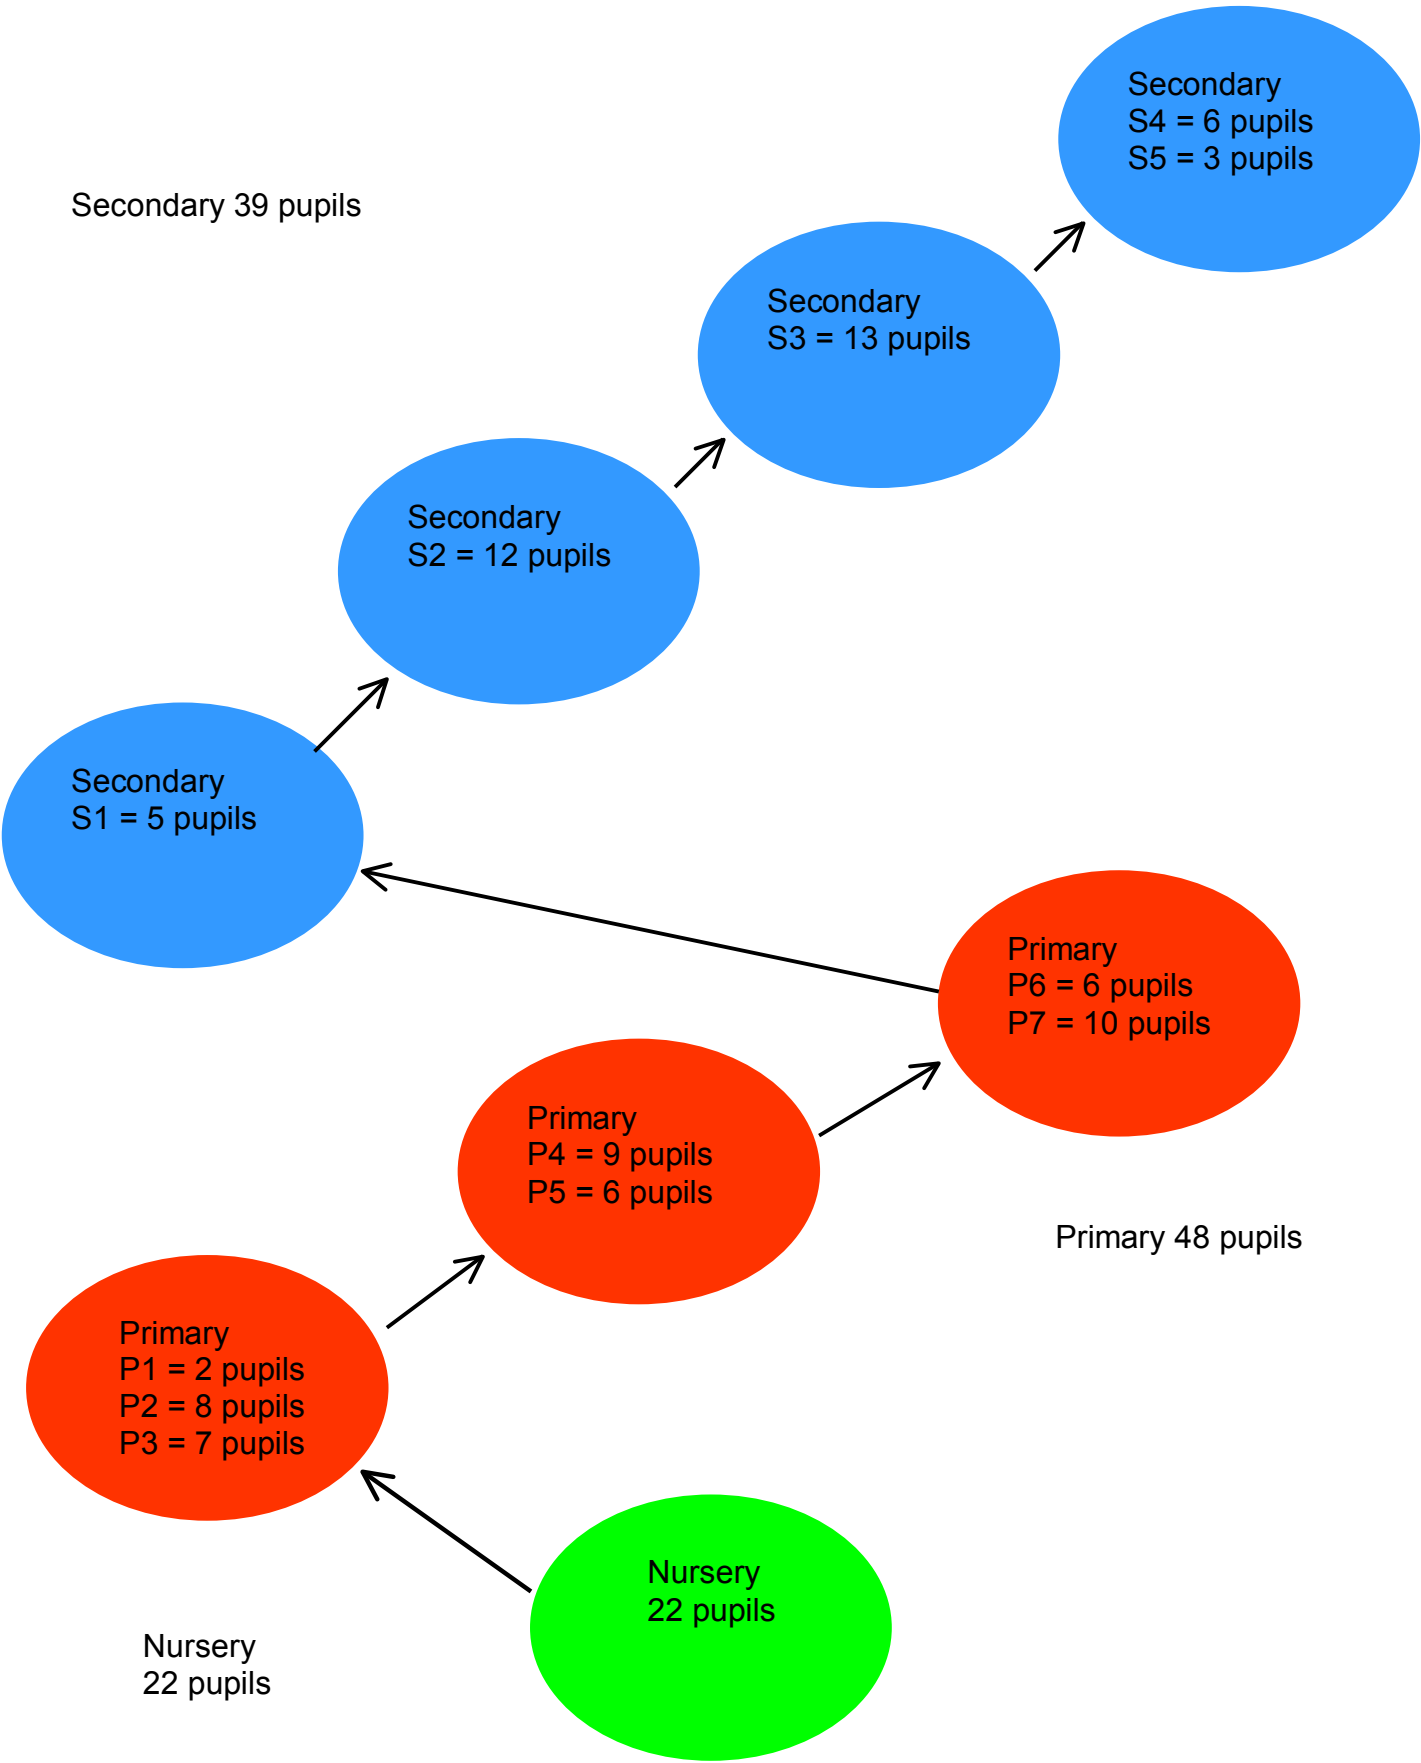 Secondary
S4 = 6 pupils
S5 = 3 pupils
Secondary 39 pupils
Secondary
S3 = 13 pupils
Secondary
S2 = 12 pupils
Secondary
S1 = 5 pupils
Primary
P6 = 6 pupils
P7 = 10 pupils
Primary
P4 = 9 pupils
P5 = 6 pupils
Primary 48 pupils
Primary
P1 = 2 pupils
P2 = 8 pupils
P3 = 7 pupils
Nursery
22 pupils
Nursery
22 pupils